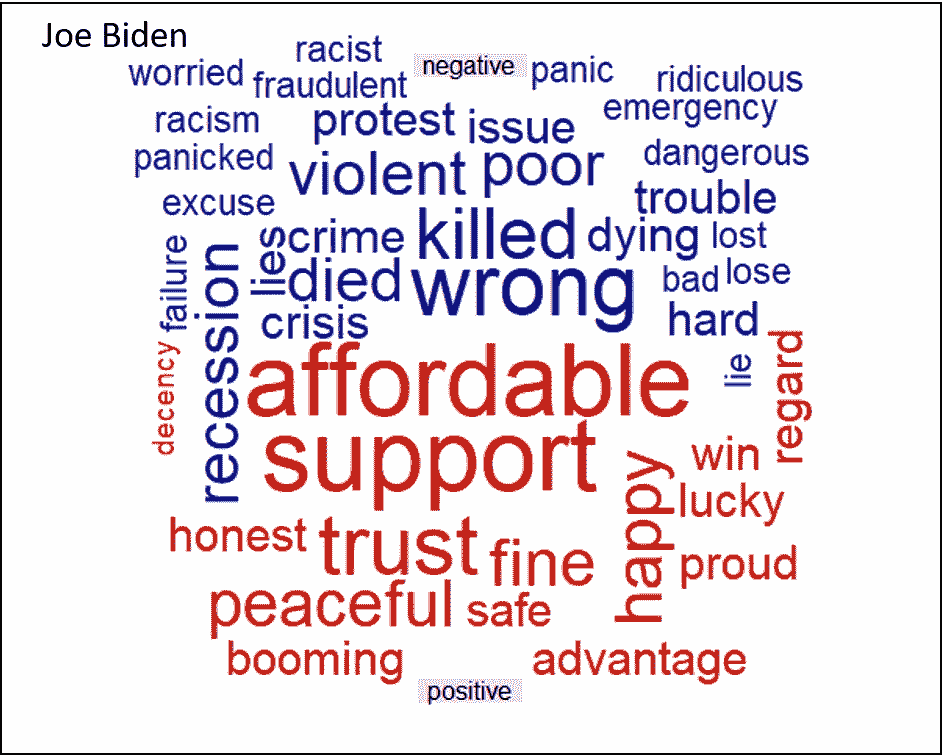 Joe Biden
racist
negative panic
worried fraudulent ridiculous
emergency
racism protest issue
panicked dangerous
violent poor
excuse trouble
crime killed dying lost
failure
recession
lies
died wrong bad lose
crisis hard
decency
affordable
lie
regard
support
win
happy
lucky
honest trust fine proud
peaceful safe
booming advantage
positive